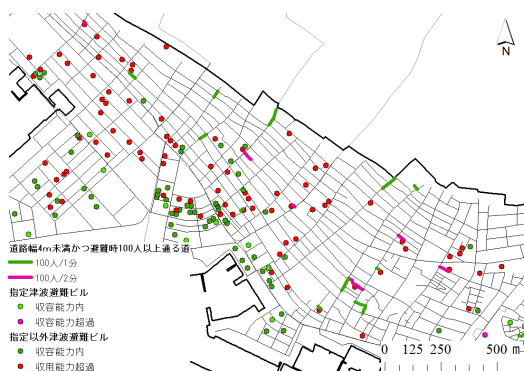 N
道路幅4m未満かつ避難時100人以上通る道
100人/1分
100人/2分
指定津波避難ビル
収容能力内
収容能力超過
指定以外津波避難ビル
収容能力内
収用能力超過
0 125 250 500 m